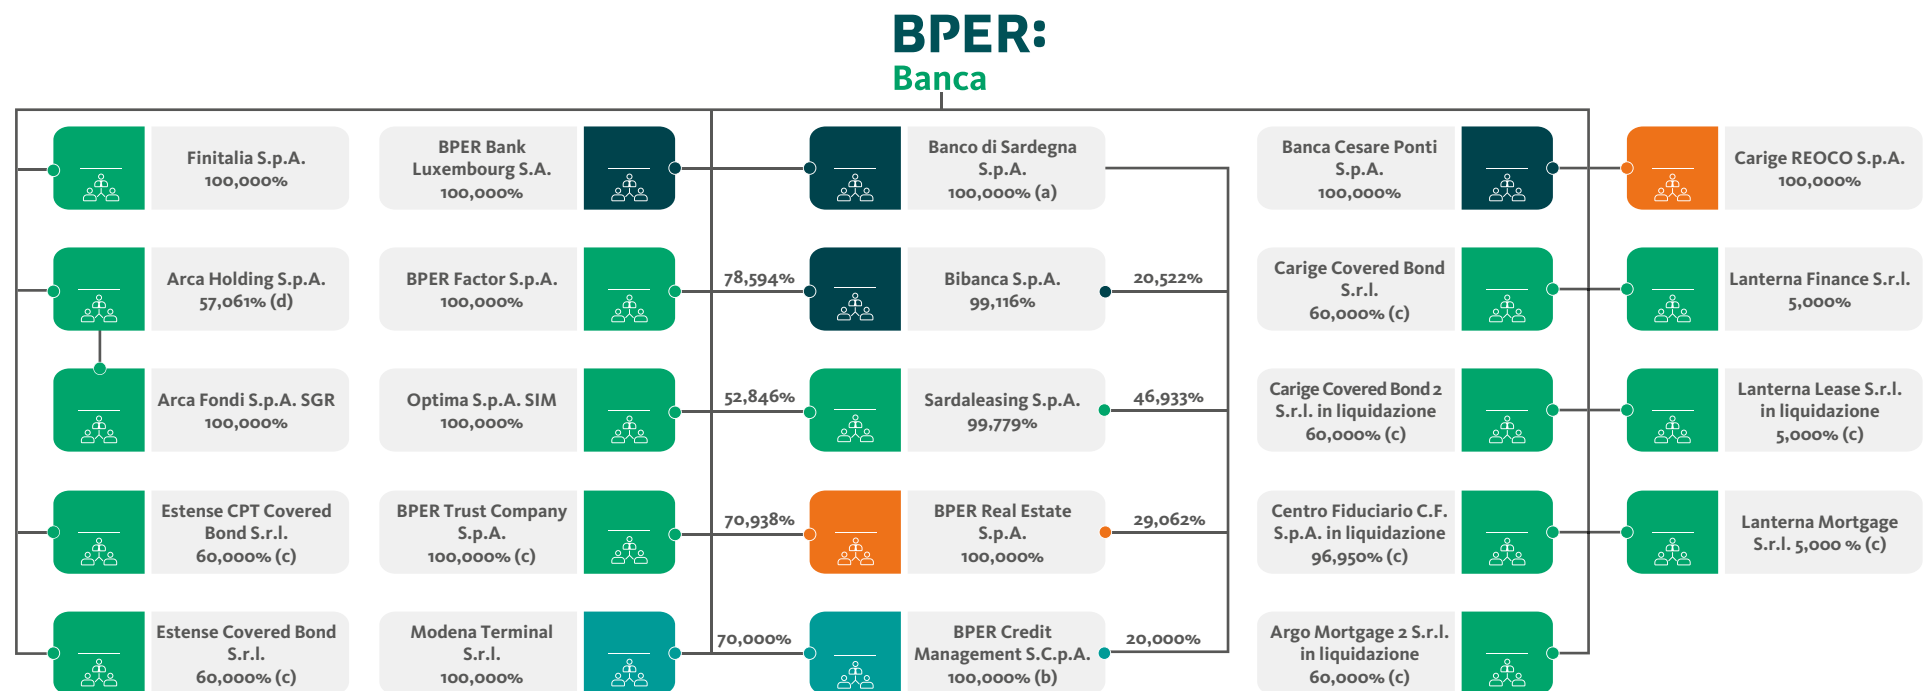 BPER:
Banca
Finitalia S.p.A.
100,000%
BPER Bank
Luxembourg S.A.
100,000%
Banco di Sardegna
S.p.A.
100,000% (a)
Banca Cesare Ponti
S.p.A.
100,000%
Carige REOCO S.p.A.
100,000%
Arca Holding S.p.A.
57,061% (d)
BPER Factor S.p.A.
100,000%
78,594%
Bibanca S.p.A.
99,116%
20,522%
Carige Covered Bond
S.r.l.
60,000% (c)
Lanterna Finance S.r.l.
5,000%
Arca Fondi S.p.A. SGR
100,000%
Optima S.p.A. SIM
100,000%
52,846%
Sardaleasing S.p.A.
99,779%
46,933%
Carige Covered Bond 2
S.r.l. in liquidazione
60,000% (c)
Lanterna Lease S.r.l.
in liquidazione
5,000% (c)
Estense CPT Covered
Bond S.r.l.
60,000% (c)
BPER Trust Company
S.p.A.
100,000% (c)
70,938%
BPER Real Estate
S.p.A.
100,000%
29,062%
Centro Fiduciario C.F.
S.p.A. in liquidazione
96,950% (c)
Lanterna Mortgage
S.r.l. 5,000 % (c)
Estense Covered Bond
S.r.l.
60,000% (c)
Modena Terminal
S.r.l.
100,000%
70,000%
BPER Credit
Management S.C.p.A.
100,000% (b)
20,000%
Argo Mortgage 2 S.r.l.
in liquidazione
60,000% (c)